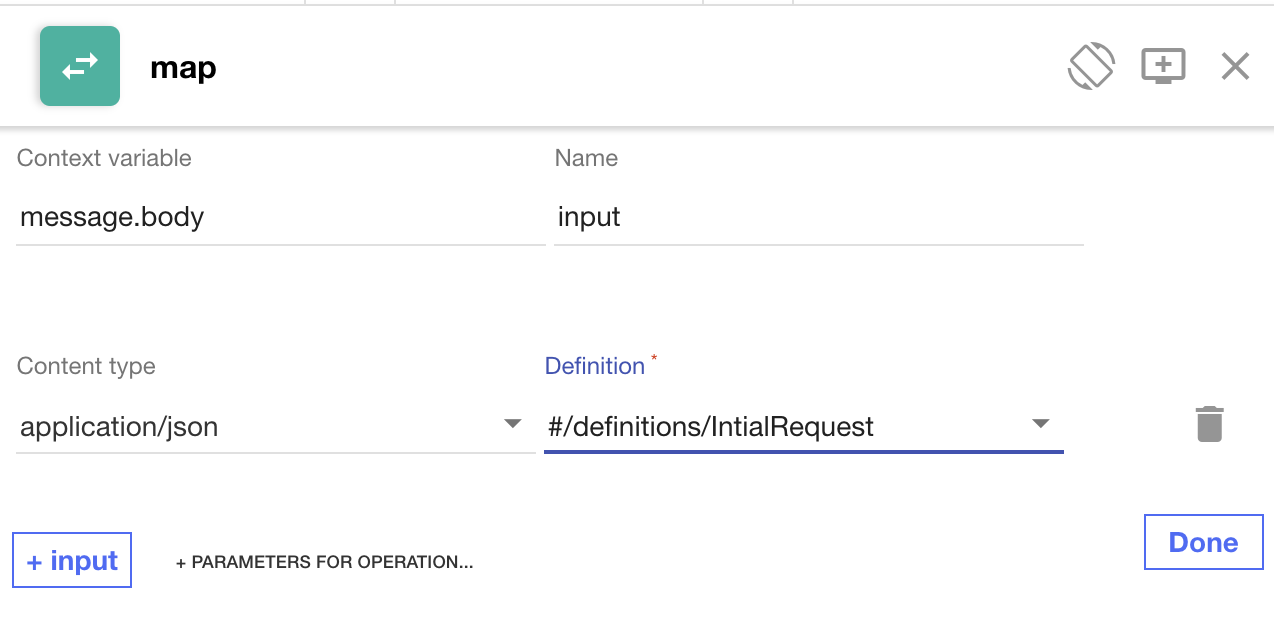 map
Context variable
Name
message.body
input
Content type
Definition *
application/json
#/definitions/IntialRequest
+ input
+ PARAMETERS FOR OPERATION...
Done